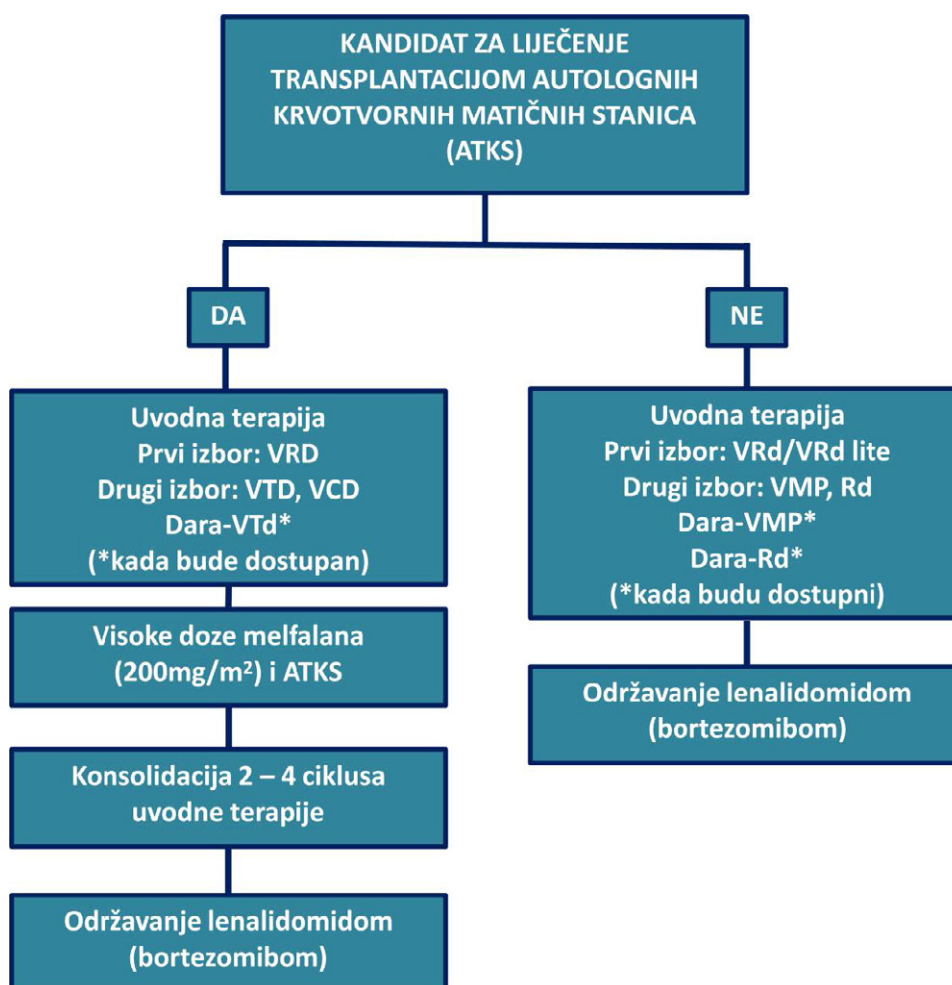 KANDIDAT ZA LIJEČENJE
TRANSPLANTACIJOM AUTOLOGNIH
KRVOTVORNIH MATIČNIH STANICA
(ATKS)
DA
Uvodna terapija
Prvi izbor: VRD
Drugi izbor: VTD, VCD
Dara-VTd*
(*kada bude dostupan)
Visoke doze melfalana
(200mg/m²) i ATKS
Konsolidacija 2 – 4 ciklusa
uvodne terapije
Održavanje lenalidomidom
(bortezomibom)
NE
Uvodna terapija
Prvi izbor: VRd/VRd lite
Drugi izbor: VMP, Rd
Dara-VMP*
Dara-Rd*
(*kada budu dostupni)
Održavanje lenalidomidom
(bortezomibom)